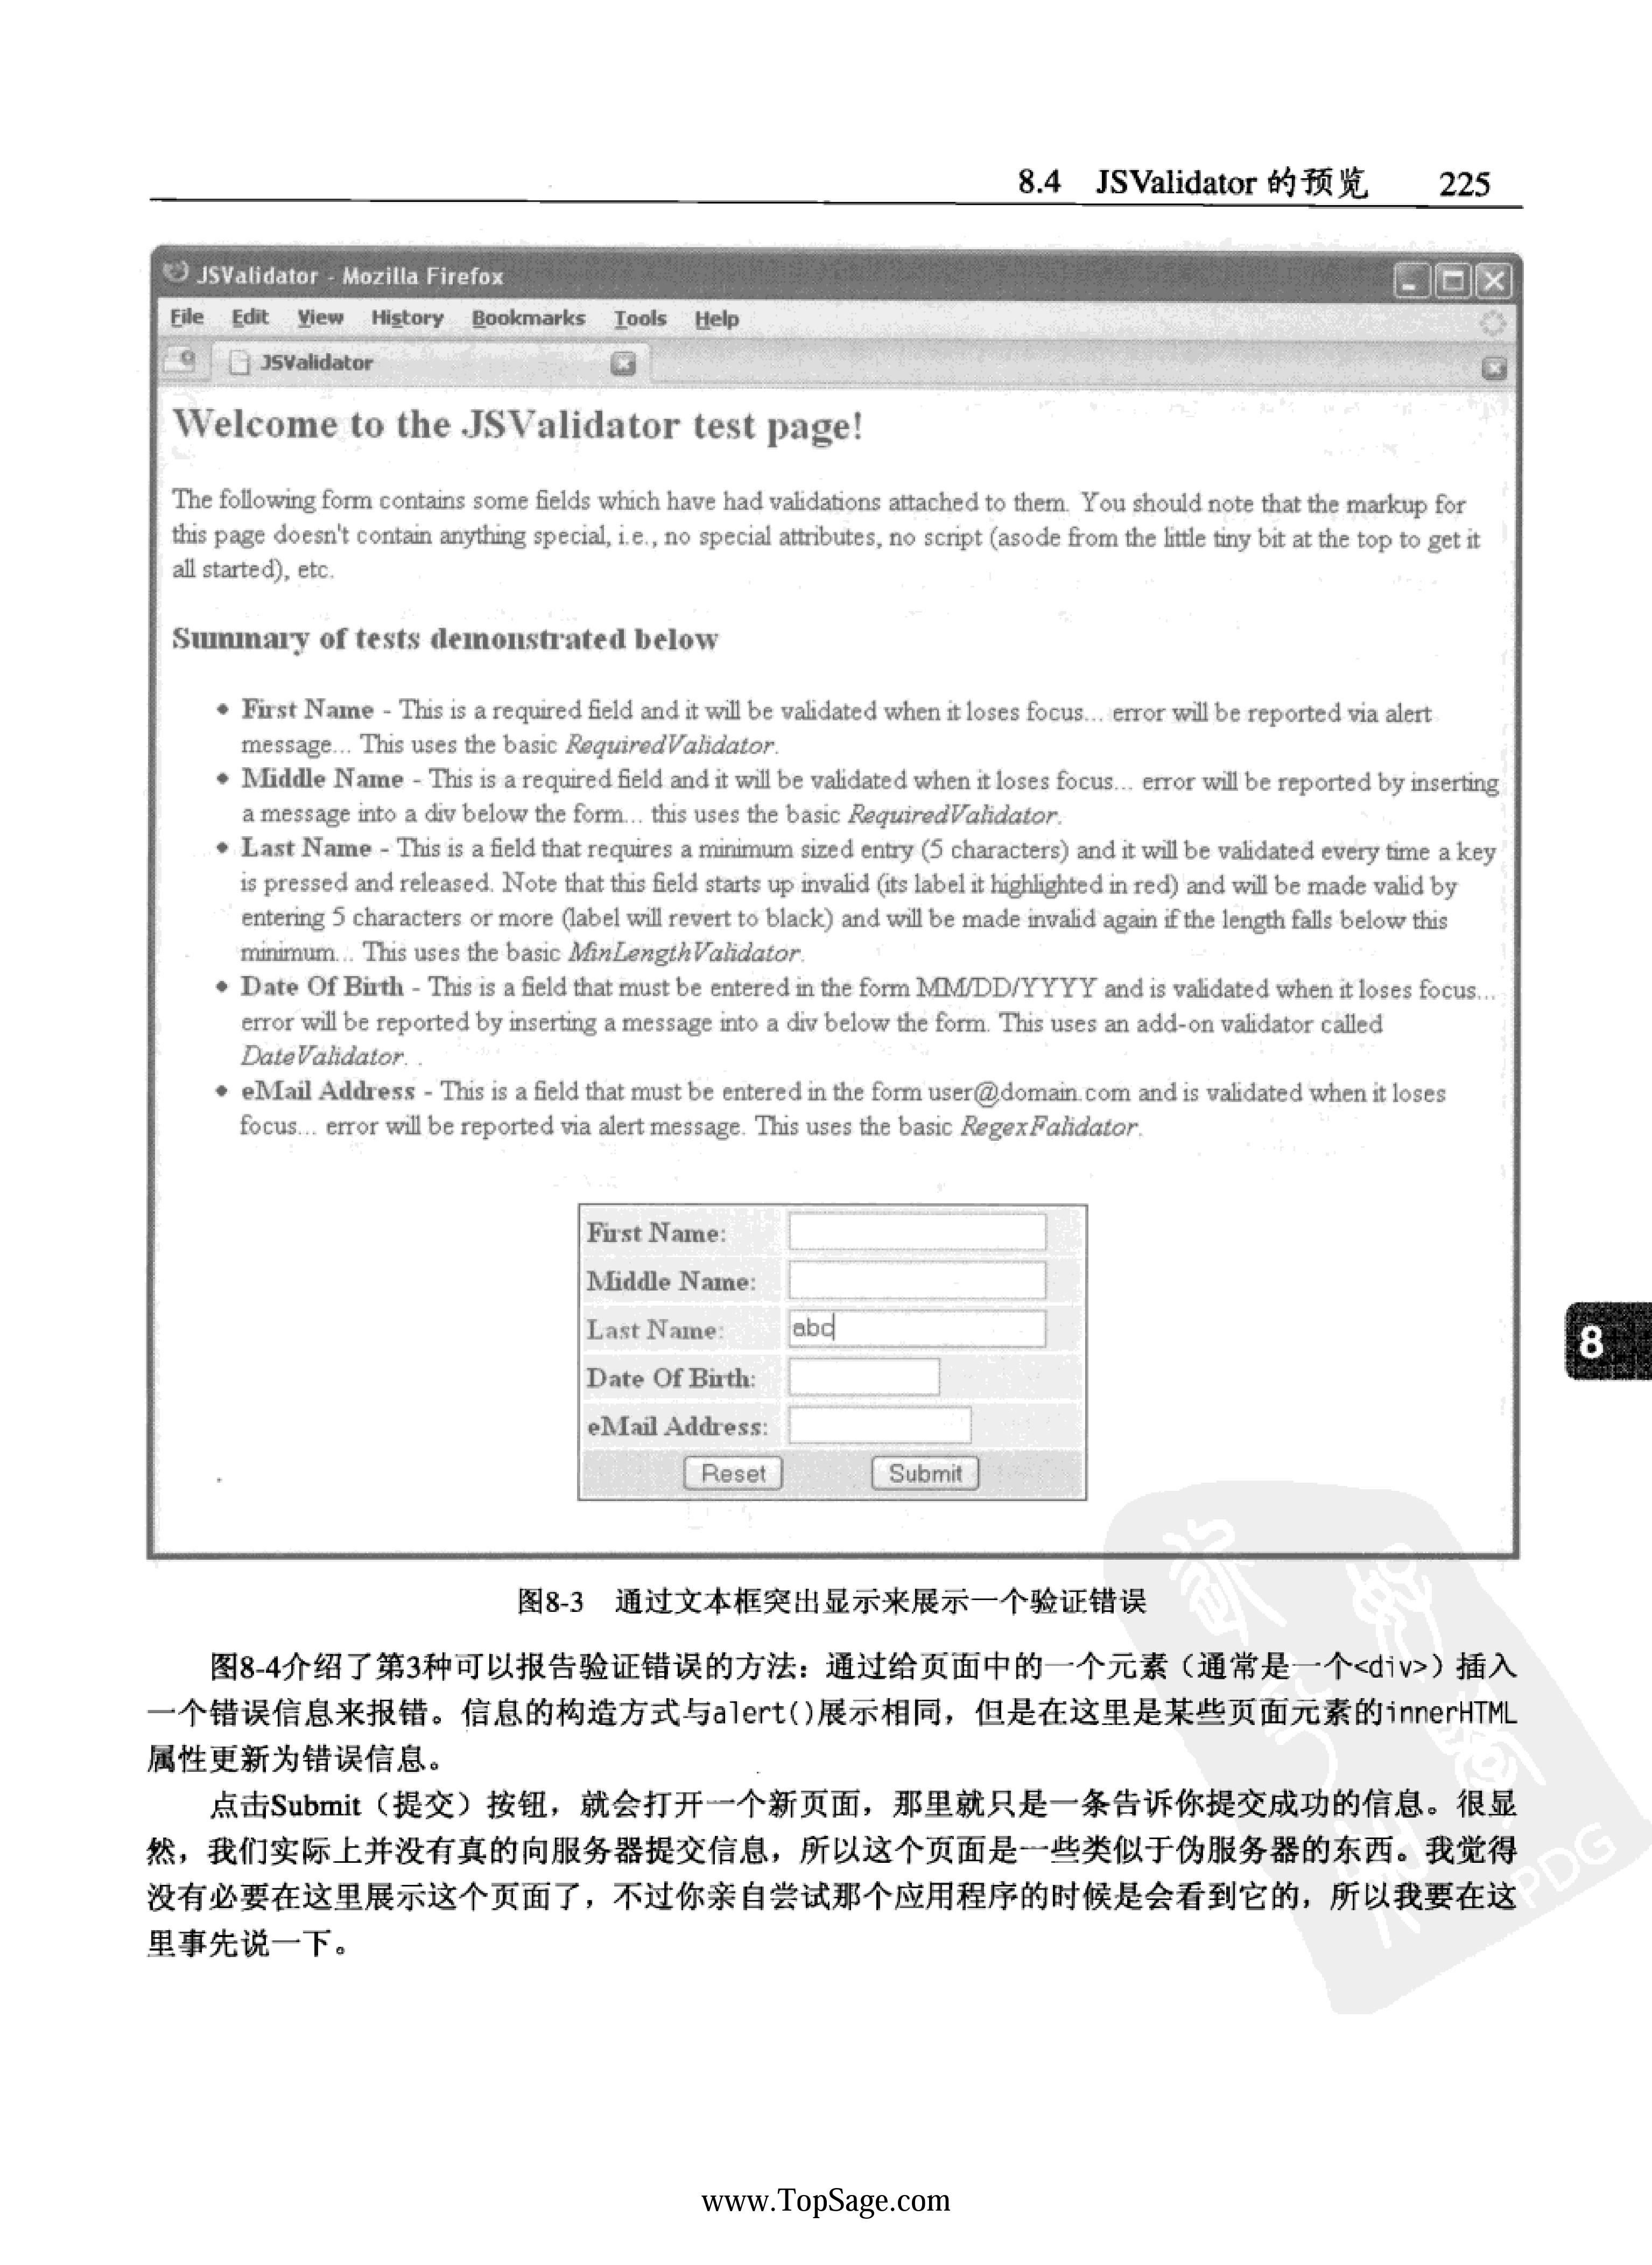 8.4 JSValidator 的预览 225
JSValidator - Mozilla Firefox
File Edit View History Bookmarks Tools Help
JSValidator
Welcome to the JSValidator test page!
The following form contains some fields which have had validations attached to them. You should note that the markup for
this page doesn't contain anything special, i.e., no special attributes, no script (asode from the little tiny bit at the top to get it
all started), etc.
Summary of tests demonstrated below
• First Name - This is a required field and it will be validated when it loses focus... error will be reported via alert
message... This uses the basic RequiredValidator.
• Middle Name - This is a required field and it will be validated when it loses focus... error will be reported by inserting
a message into a div below the form... this uses the basic RequiredValidator.
• Last Name - This is a field that requires a minimum sized entry (5 characters) and it will be validated every time a key
is pressed and released. Note that this field starts up invalid (its label it highlighted in red) and will be made valid by
entering 5 characters or more (label will revert to black) and will be made invalid again if the length falls below this
minimum... This uses the basic MinLengthValidator.
• Date Of Birth - This is a field that must be entered in the form MM/DD/YYYY and is validated when it loses focus...
error will be reported by inserting a message into a div below the form. This uses an add-on validator called
DateValidator. .
• eMail Address - This is a field that must be entered in the form user@domain.com and is validated when it loses
focus... error will be reported via alert message. This uses the basic RegexFalidator.
First Name:
Middle Name:
Last Name: abc
Date Of Birth:
eMail Address:
Reset Submit
8
图8-3 通过文本框突出显示来展示一个验证错误
图8-4介绍了第3种可以报告验证错误的方法：通过给页面中的一个元素（通常是一个<div>）插入
一个错误信息来报错。信息的构造方式与alert()展示相同，但是在这里是某些页面元素的innerHTML
属性更新为错误信息。
点击Submit（提交）按钮，就会打开一个新页面，那里就只是一条告诉你提交成功的信息。很显
然，我们实际上并没有真的向服务器提交信息，所以这个页面是一些类似于伪服务器的东西。我觉得
没有必要在这里展示这个页面了，不过你亲自尝试那个应用程序的时候是会看到它的，所以我要在这
里事先说一下。
PDG
www.TopSage.com